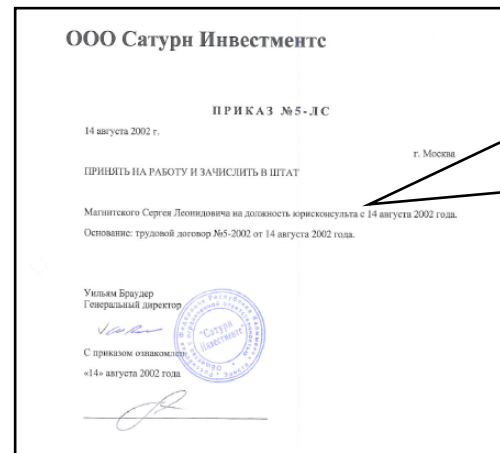 ООО Сатурн Инвестментс
ПРИКАЗ №5-ЛС
14 августа 2002 г.
г. Москва
ПРИНЯТЬ НА РАБОТУ И ЗАЧИСЛИТЬ В ШТАТ
Магнитского Сергея Леонидовича на должность юрисконсульта с 14 августа 2002 года.
Основание: трудовой договор №5-2002 от 14 августа 2002 года.
Уильям Браудер
Генеральный директор
"Сатурн
Инвестментс"
С приказом ознакомлен
«14» августа 2002 года